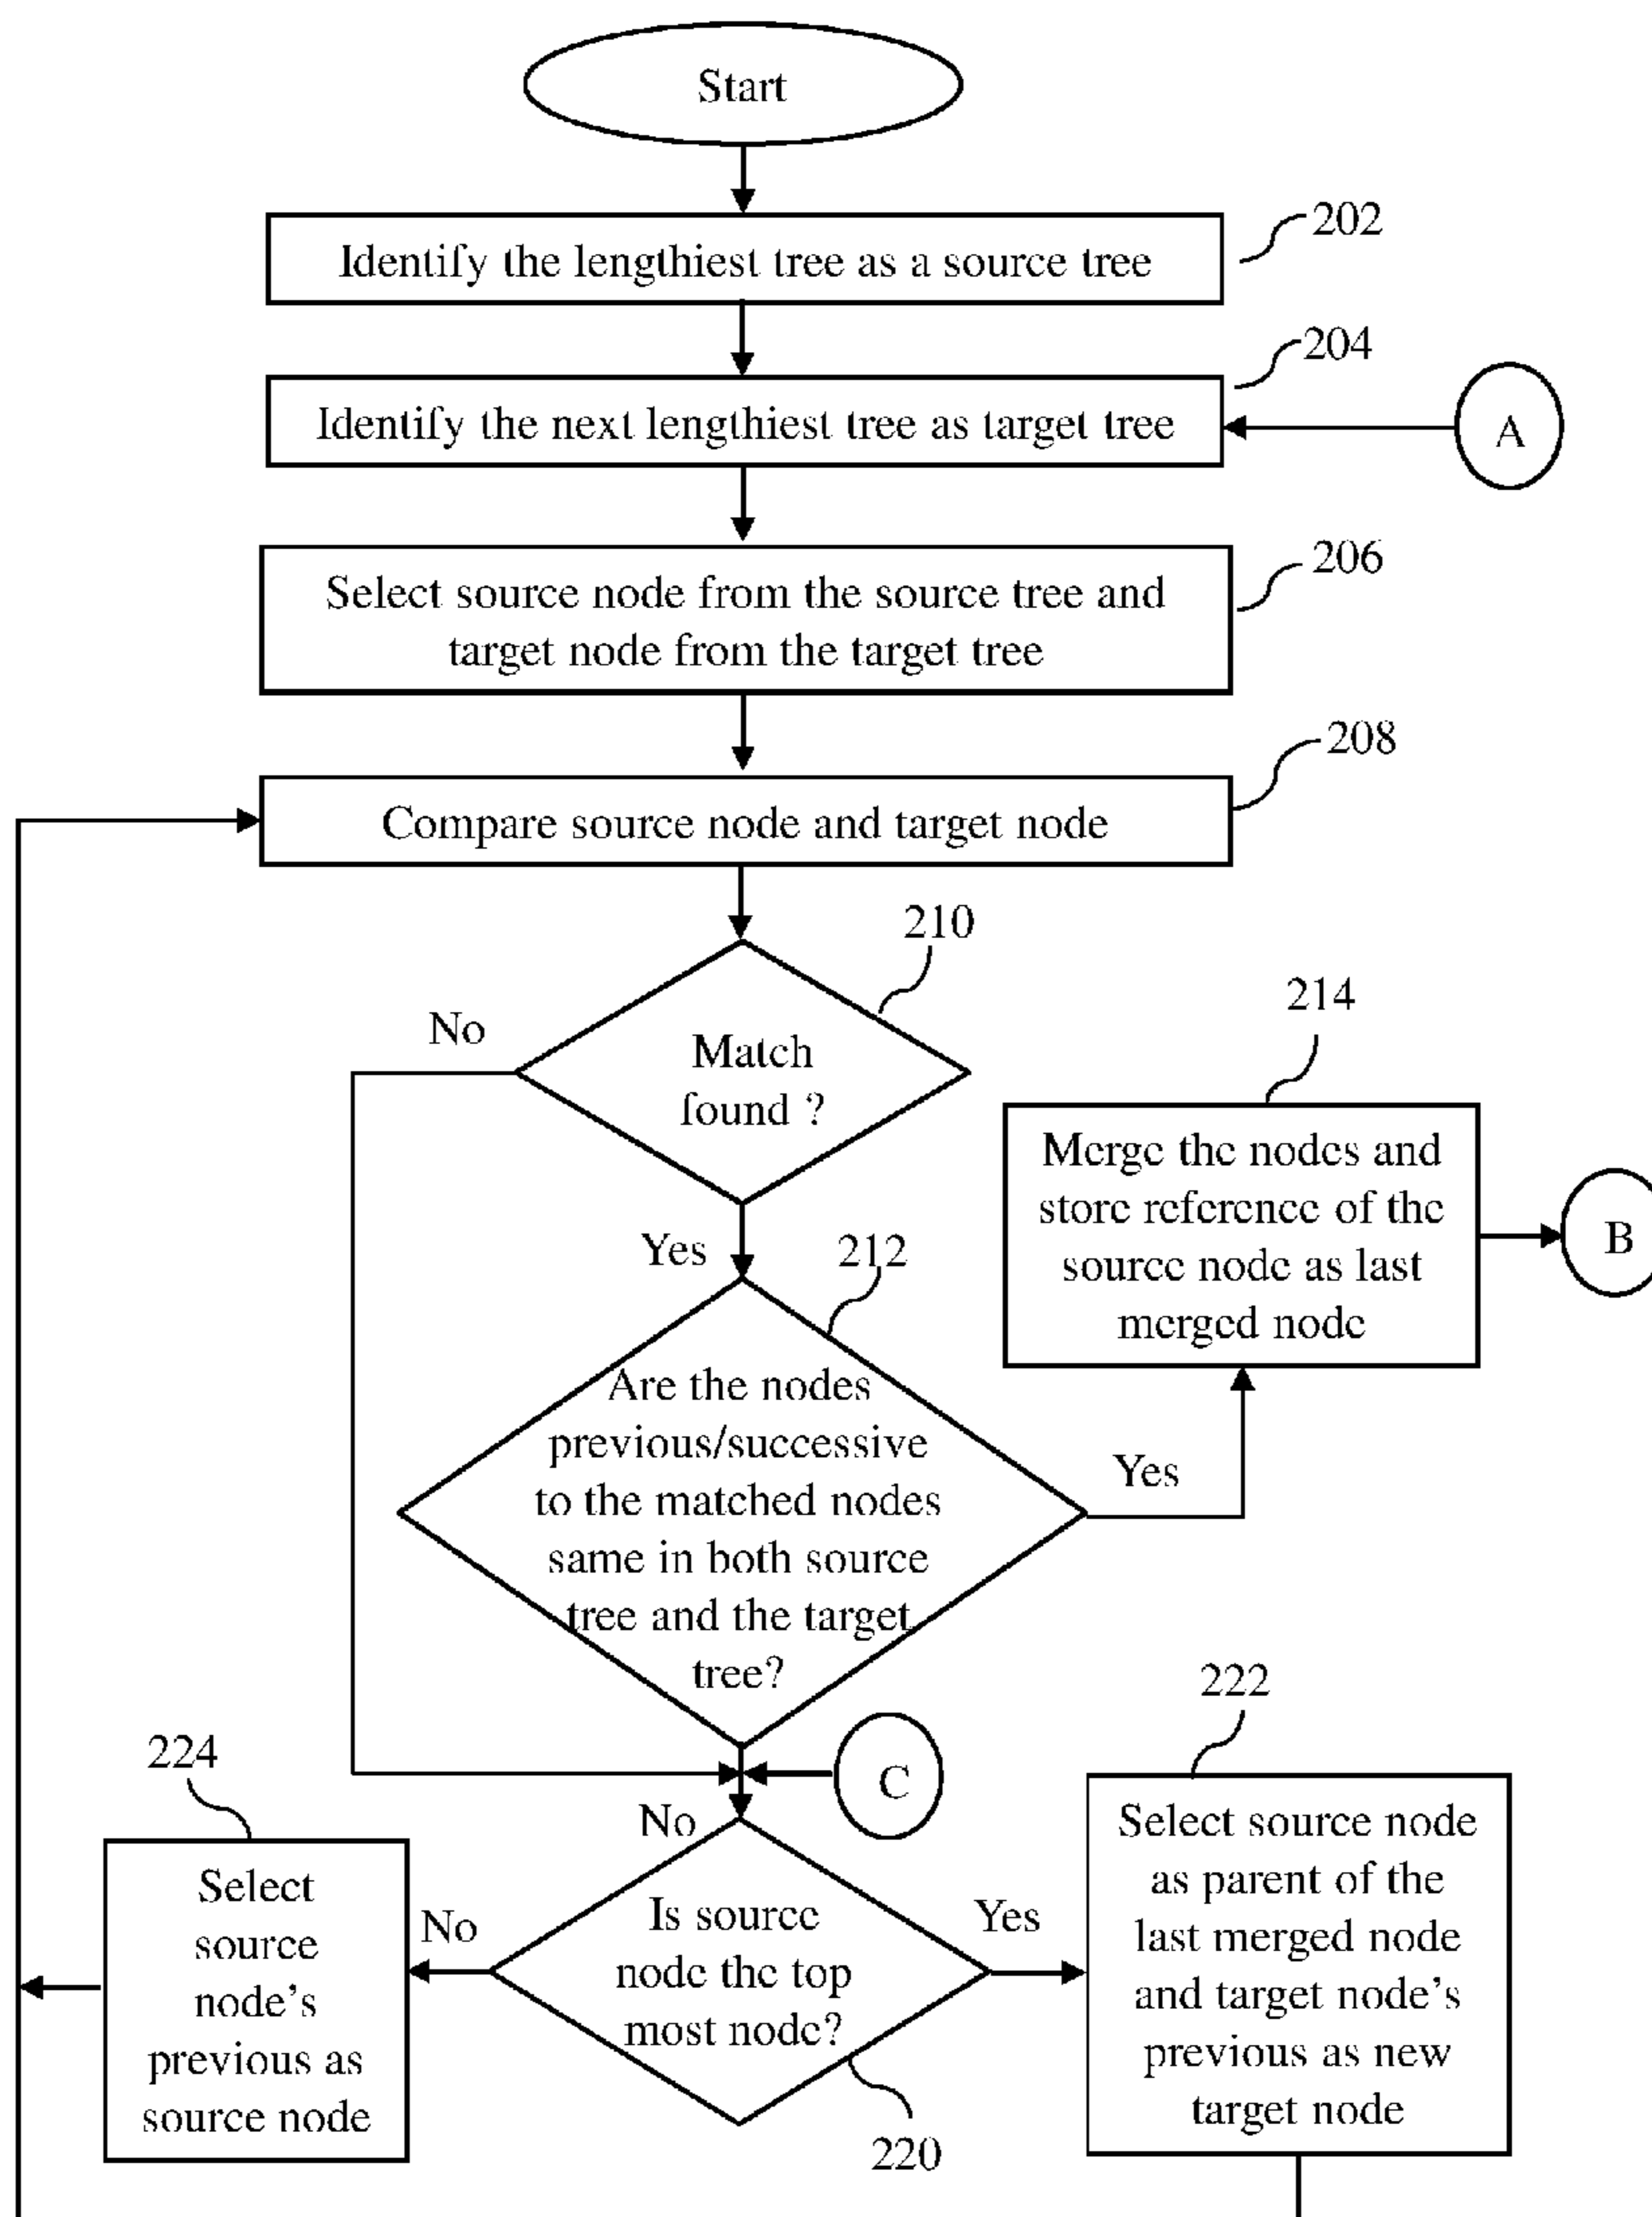 Start
202
Identify the lengthiest tree as a source tree
204
Identify the next lengthiest tree as target tree
A
206
Select source node from the source tree and
target node from the target tree
208
Compare source node and target node
210
No
Match
found ?
214
Merge the nodes and
store reference of the
source node as last
merged node
B
Yes
212
Are the nodes
previous/successive
to the matched nodes
same in both source
tree and the target
tree?
Yes
222
224
C
No
Select source node
as parent of the
last merged node
and target node's
previous as new
target node
Select
source
node's
previous as
source node
No
Is source
node the top
most node?
Yes
220